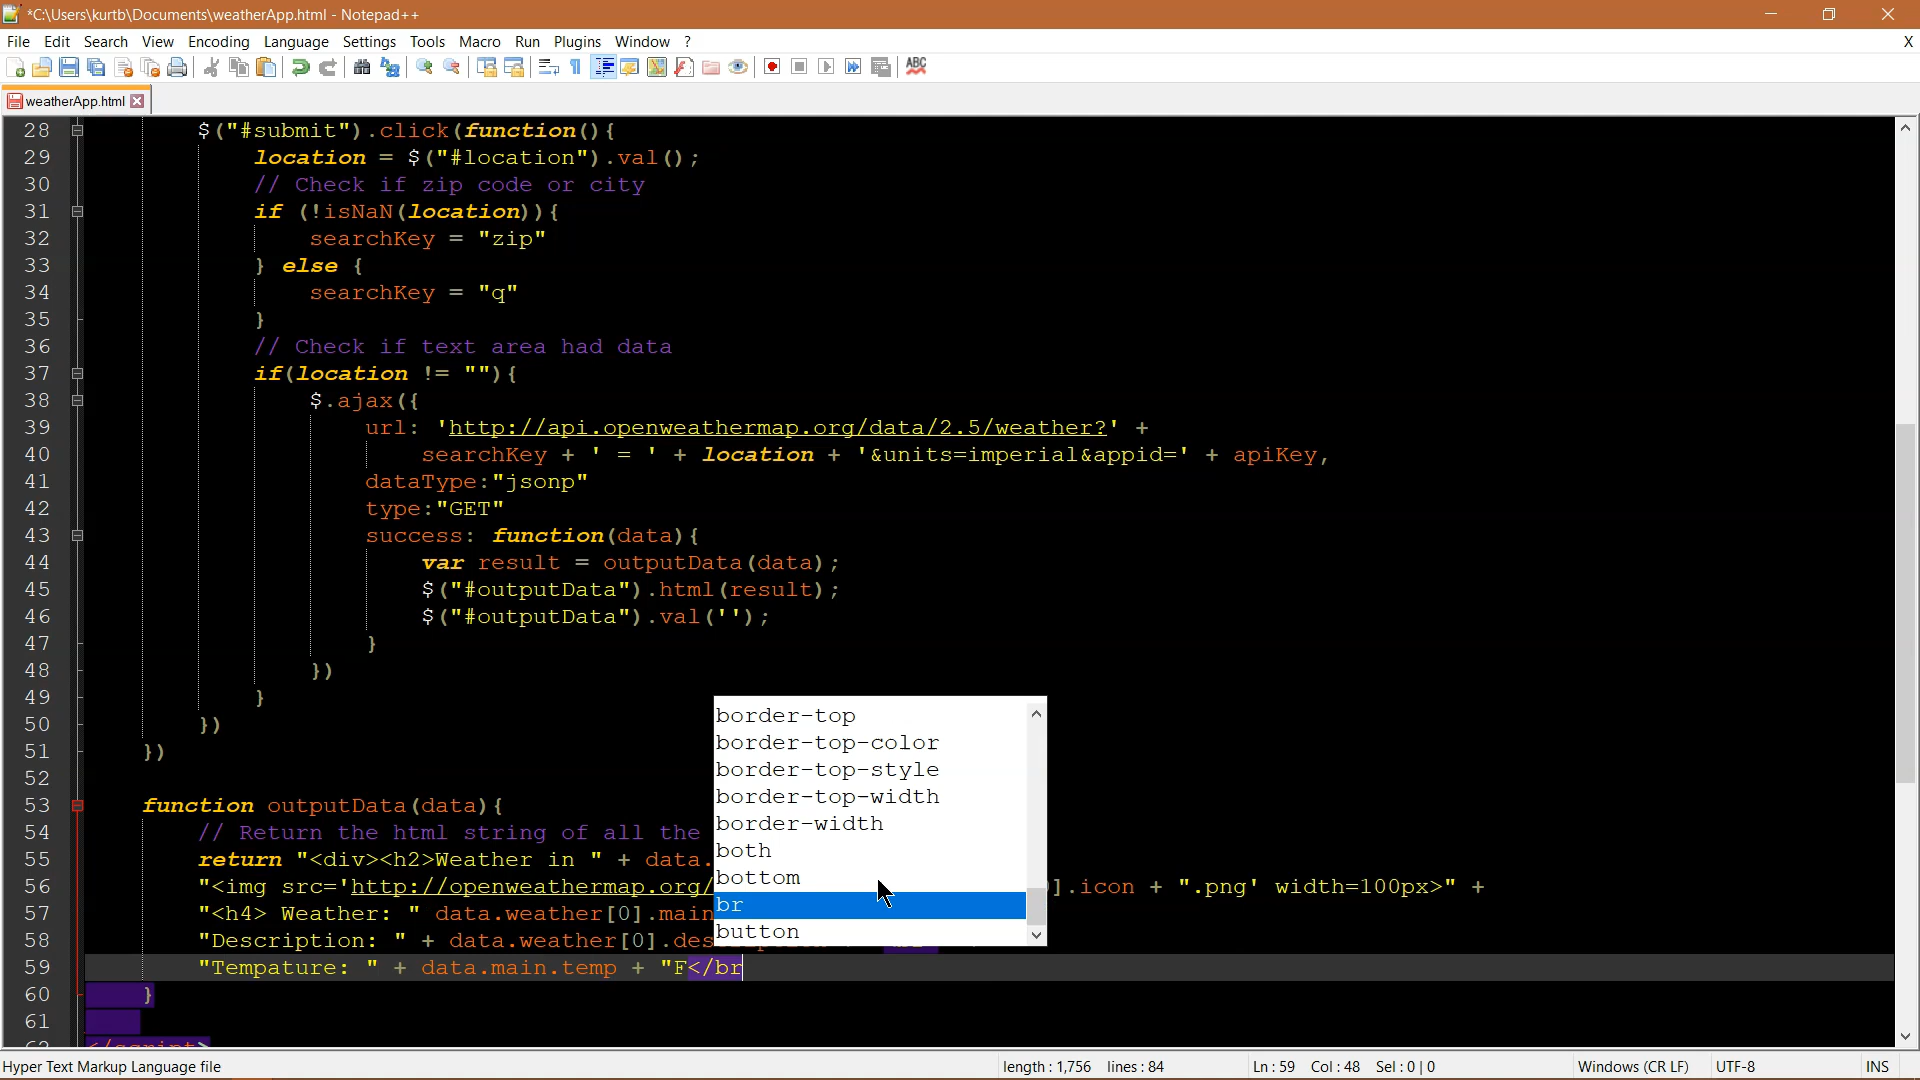 *C:\Users\kurtb\Documents\weatherApp.html - Notepad++
File Edit Search View Encoding Language Settings Tools Macro Run Plugins Window ? X
ABC
weatherApp.html
28 $("#submit").click(function(){
29 location = $("#location").val();
30 // Check if zip code or city
31 if (!isNaN(location)){
32 searchKey = "zip"
33 } else {
34 searchKey = "q"
35 }
36 // Check if text area had data
37 if(location != ""){
38 $.ajax({
39 url: 'http://api.openweathermap.org/data/2.5/weather?' +
40 searchKey + ' = ' + location + '&units=imperial&appid=' + apiKey,
41 dataType:"jsonp"
42 type:"GET"
43 success: function(data){
44 var result = outputData(data);
45 $("#outputData").html(result);
46 $("#outputData").val('');
47 }
48 })
49 }
50 })
51 })
52
53 function outputData(data){
54 // Return the html string of all the
55 return "<div><h2>Weather in " + data.
56 "<img src='http://openweathermap.org/ ].icon + ".png' width=100px>" +
57 "<h4> Weather: " data.weather[0].main
58 "Description: " + data.weather[0].des
59 "Tempature: " + data.main.temp + "F</br
60 }
61
62 </script>
border-top
border-top-color
border-top-style
border-top-width
border-width
both
bottom
br
button
Hyper Text Markup Language file length : 1,756 lines : 84 Ln : 59 Col : 48 Sel : 0 | 0 Windows (CR LF) UTF-8 INS